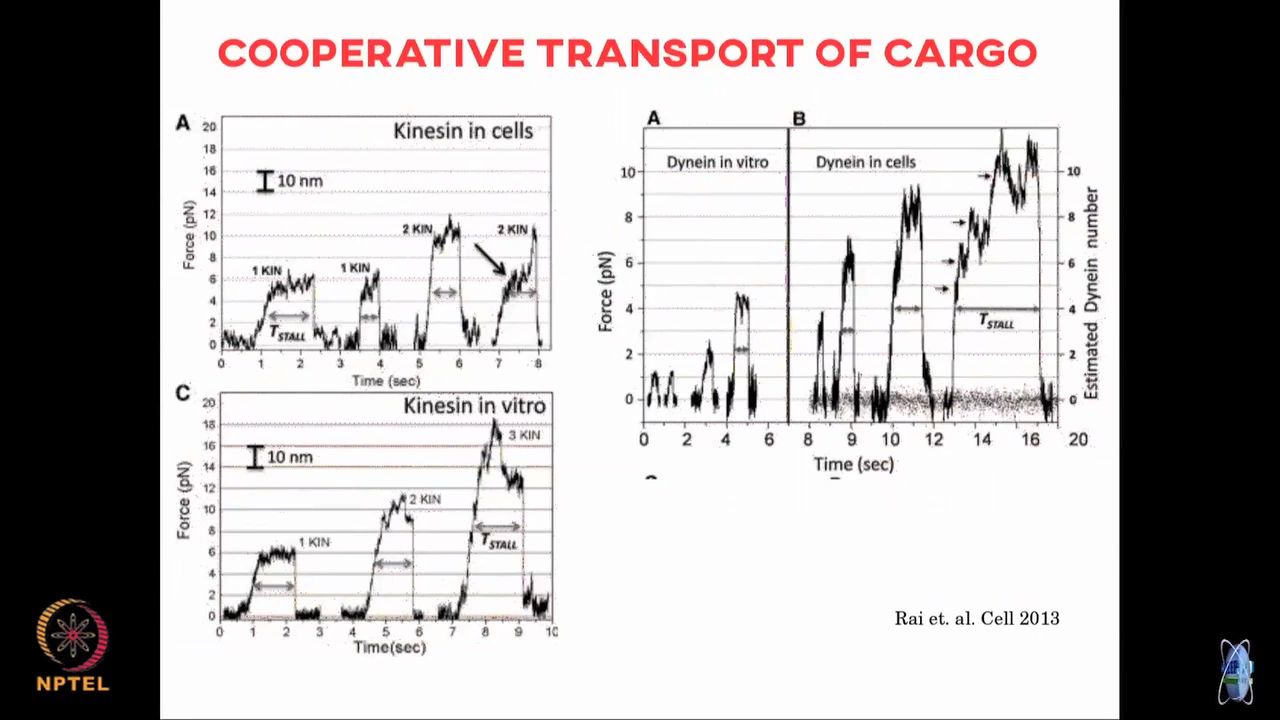 COOPERATIVE TRANSPORT OF CARGO
A
Kinesin in cells
20
18
16
14
12
10
8
6
4
2
0
Force (pN)
10 nm
1 KIN
1 KIN
2 KIN
2 KIN
TSTALL
0 1 2 3 4 5 6 7 8
Time (sec)
C
Kinesin in vitro
20
18
16
14
12
10
8
6
4
2
0
Force (pN)
10 nm
1 KIN
2 KIN
3 KIN
TSTALL
0 1 2 3 4 5 6 7 8 9 10
Time(sec)
A
B
Dynein in vitro
Dynein in cells
10
8
6
4
2
0
Force (pN)
TSTALL
10
8
6
4
2
0
Estimated Dynein number
0 2 4 6 8 9 10 12 14 16 20
Time (sec)
Rai et. al. Cell 2013
NPTEL